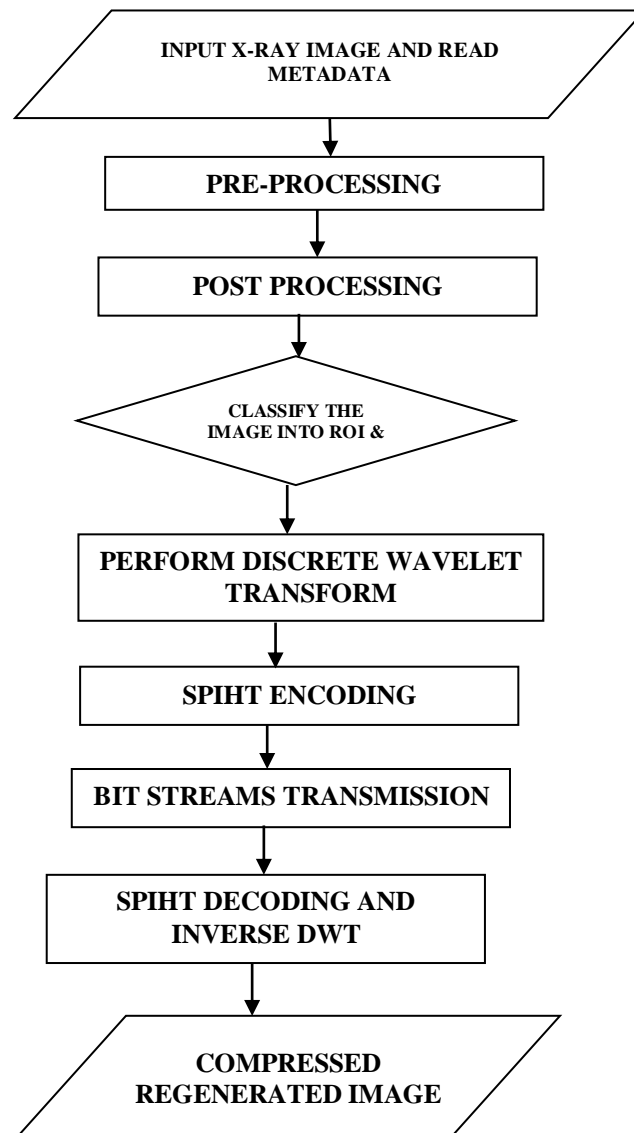 INPUT X-RAY IMAGE AND READ
METADATA
PRE-PROCESSING
POST PROCESSING
CLASSIFY THE
IMAGE INTO ROI &
PERFORM DISCRETE WAVELET
TRANSFORM
SPIHT ENCODING
BIT STREAMS TRANSMISSION
SPIHT DECODING AND
INVERSE DWT
COMPRESSED
REGENERATED IMAGE